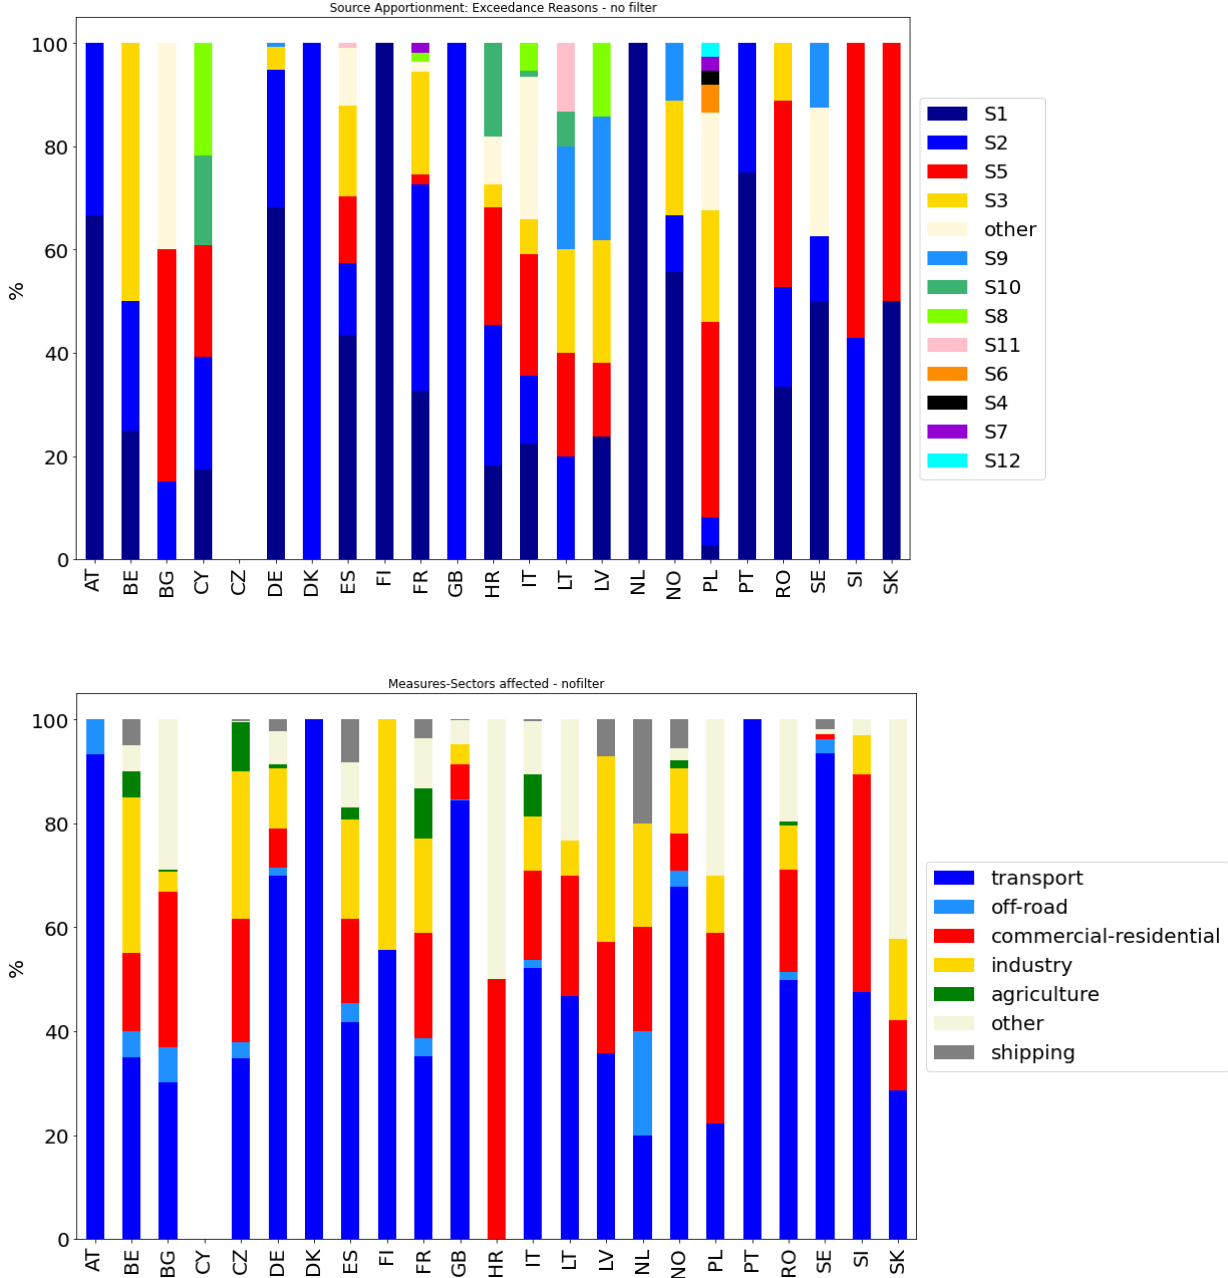 Source Apportionment: Exceedance Reasons - no filter
100
80
60
40
20
0
%
AT BE BG CY CZ DE DK ES FI FR GB HR IT LT LV NL NO PL PT RO SE SI SK
S1
S2
S5
S3
other
S9
S10
S8
S11
S6
S4
S7
S12
Measures-Sectors affected - nofilter
100
80
60
40
20
0
%
AT BE BG CY CZ DE DK ES FI FR GB HR IT LT LV NL NO PL PT RO SE SI SK
transport
off-road
commercial-residential
industry
agriculture
other
shipping